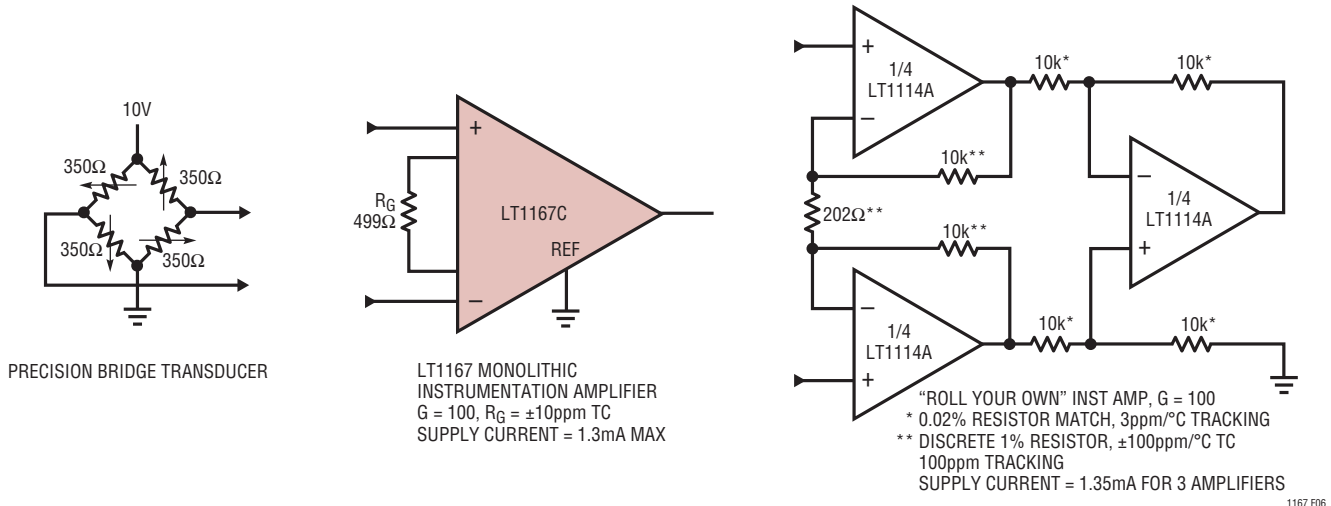 10V
350Ω
350Ω
350Ω
350Ω
PRECISION BRIDGE TRANSDUCER
+
RG
499Ω
LT1167C
REF
–
LT1167 MONOLITHIC
INSTRUMENTATION AMPLIFIER
G = 100, RG = ±10ppm TC
SUPPLY CURRENT = 1.3mA MAX
+
1/4
LT1114A
–
10k*
10k*
10k**
202Ω**
10k**
–
1/4
LT1114A
+
–
1/4
LT1114A
+
10k*
10k*
“ROLL YOUR OWN” INST AMP, G = 100
* 0.02% RESISTOR MATCH, 3ppm/°C TRACKING
** DISCRETE 1% RESISTOR, ±100ppm/°C TC
100ppm TRACKING
SUPPLY CURRENT = 1.35mA FOR 3 AMPLIFIERS
1167 F06